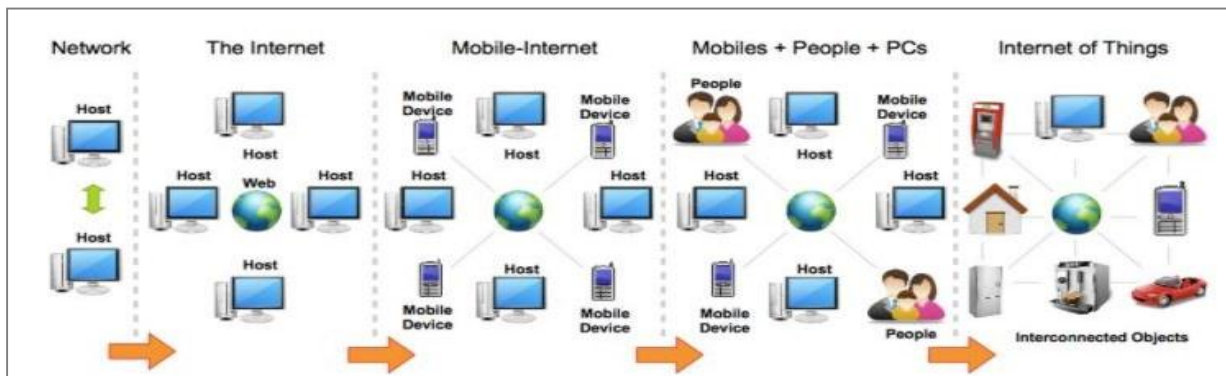 Network
Host
Host
The Internet
Host
Host
Web
Host
Host
Mobile-Internet
Mobile
Device
Host
Mobile
Device
Host
Host
Mobile
Device
Host
Mobile
Device
Mobiles + People + PCs
People
Host
Mobile
Device
Host
Host
Mobile
Device
Host
People
Internet of Things
Interconnected Objects